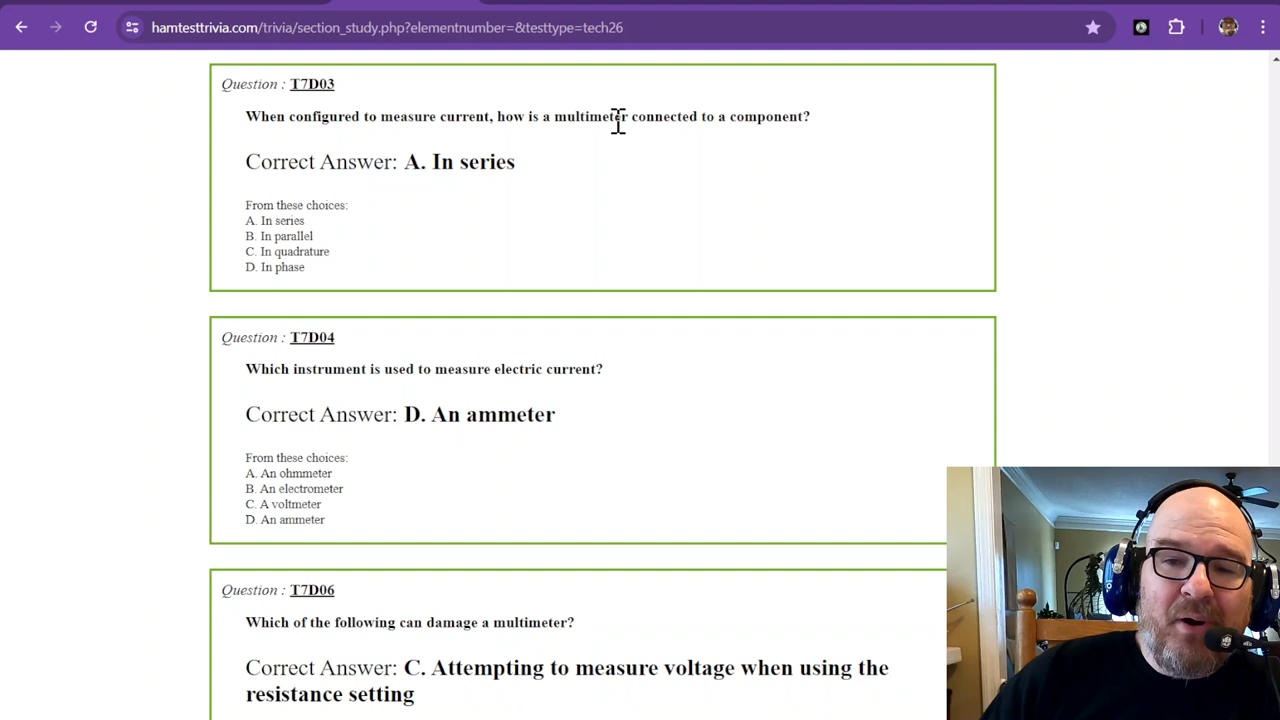 hamtesttrivia.com/trivia/section_study.php?elementnumber=&testtype=tech26
Question : T7D03
When configured to measure current, how is a multimeter connected to a component?
Correct Answer: A. In series
From these choices:
A. In series
B. In parallel
C. In quadrature
D. In phase
Question : T7D04
Which instrument is used to measure electric current?
Correct Answer: D. An ammeter
From these choices:
A. An ohmmeter
B. An electrometer
C. A voltmeter
D. An ammeter
Question : T7D06
Which of the following can damage a multimeter?
Correct Answer: C. Attempting to measure voltage when using the
resistance setting